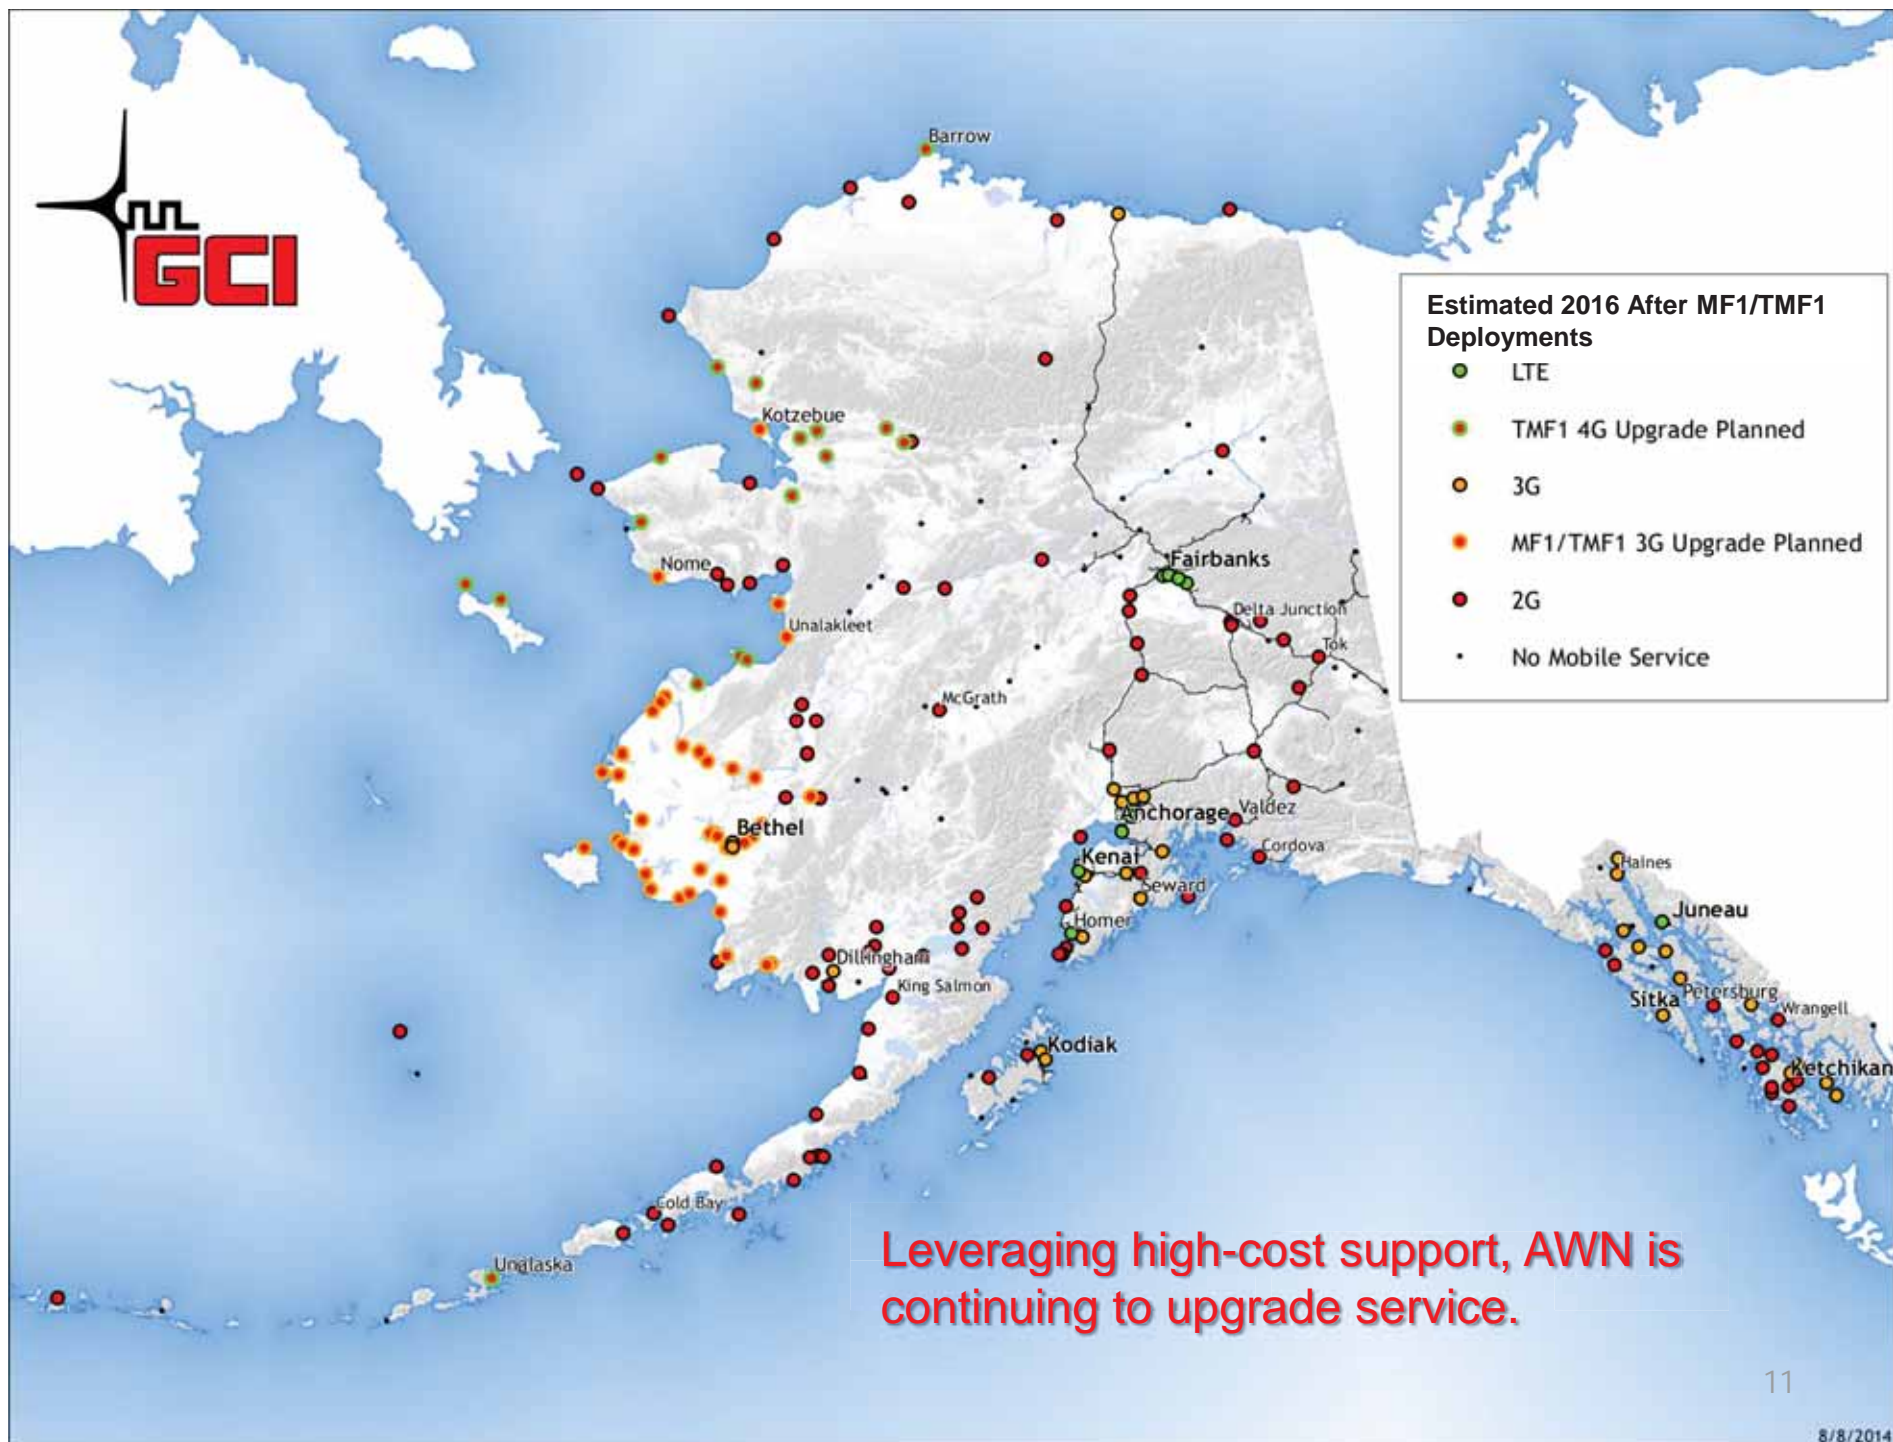 Barrow
GCI
Estimated 2016 After MF1/TMF1
Deployments
LTE
TMF1 4G Upgrade Planned
3G
MF1/TMF1 3G Upgrade Planned
2G
No Mobile Service
Kotzebue
Nome
Fairbanks
Delta Junction
Unalakleet
Tok
McGrath
Anchorage
Valdez
Bethel
Cordova
Kenai
Haines
Seward
Juneau
Homer
Dillingham
King Salmon
Sitka
Petersburg
Wrangell
Kodiak
Ketchikan
Cold Bay
Unalaska
Leveraging high-cost support, AWN is
continuing to upgrade service.
11
8/8/2014